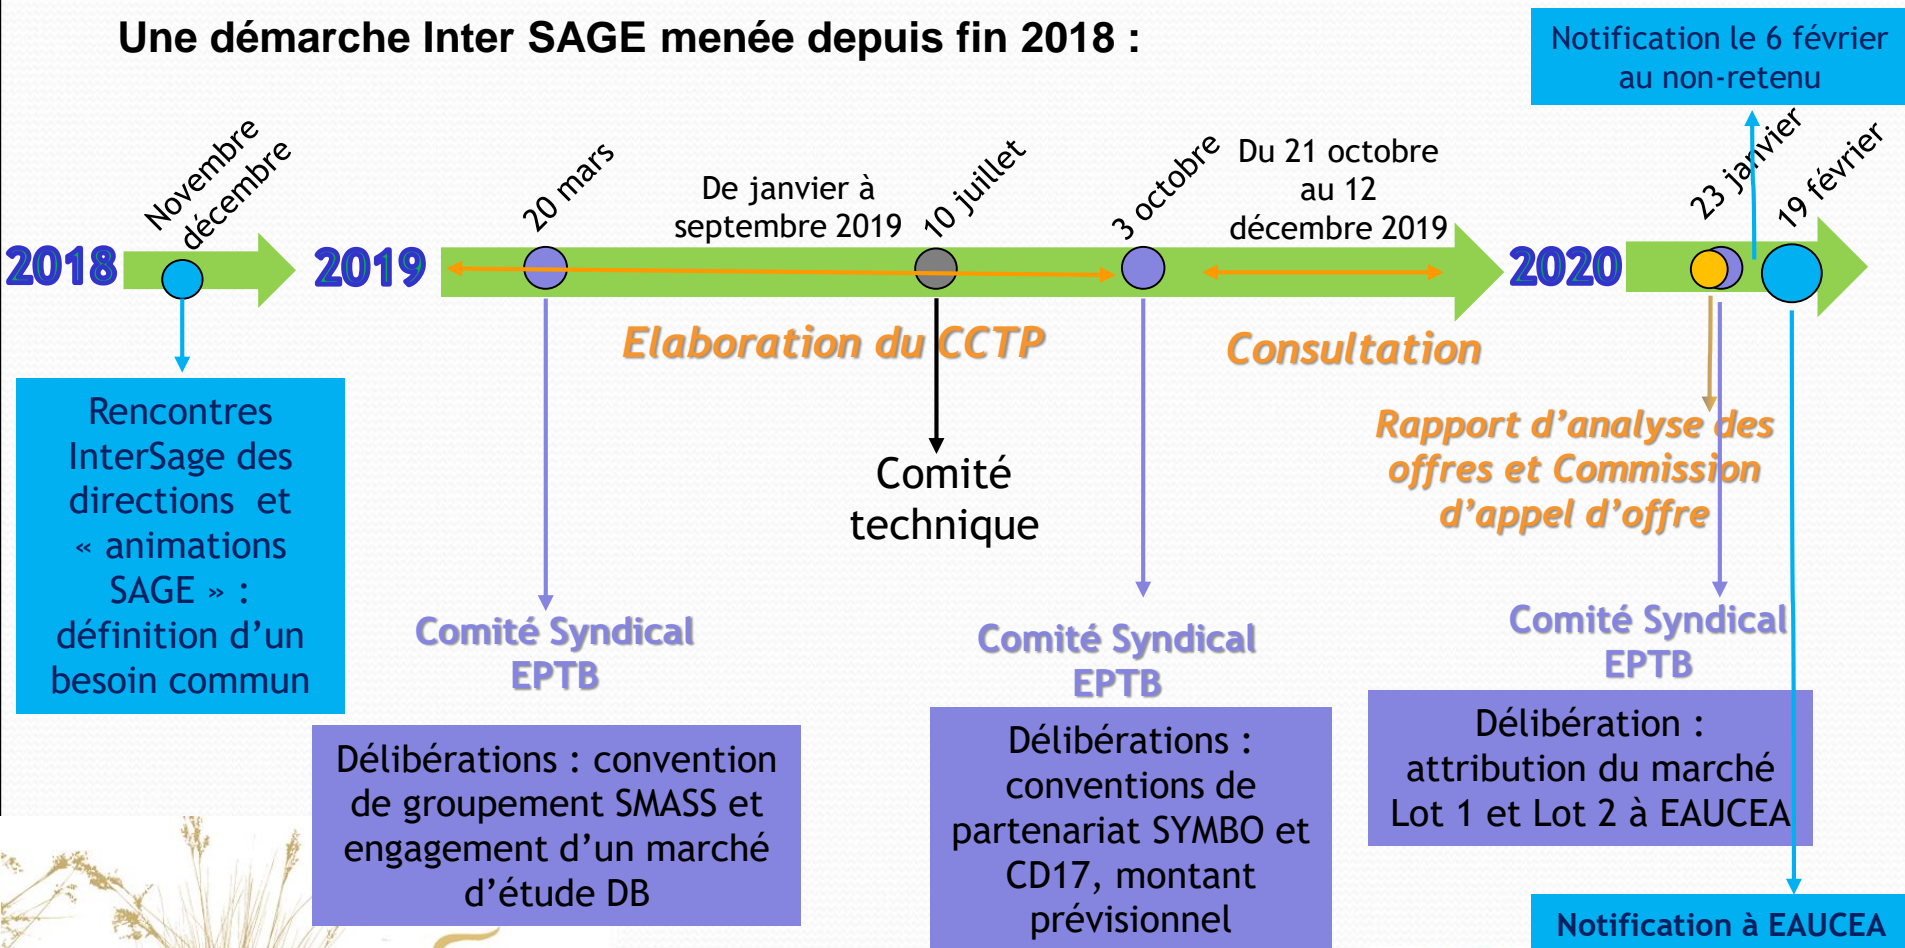 Une démarche Inter SAGE menée depuis fin 2018 :
Notification le 6 février
au non-retenu
2018
Novembre
décembre
Rencontres
InterSage des
directions et
« animations
SAGE » :
définition d’un
besoin commun
2019
20 mars
De janvier à
septembre 2019
10 juillet
3 octobre
Du 21 octobre
au 12
décembre 2019
Elaboration du CCTP
Consultation
Comité
technique
Comité Syndical
EPTB
Délibérations : convention
de groupement SMASS et
engagement d’un marché
d’étude DB
Comité Syndical
EPTB
Délibérations :
conventions de
partenariat SYMBO et
CD17, montant
prévisionnel
2020
23 janvier
19 février
Rapport d’analyse des
offres et Commission
d’appel d’offre
Comité Syndical
EPTB
Délibération :
attribution du marché
Lot 1 et Lot 2 à EAUCEA
Notification à EAUCEA